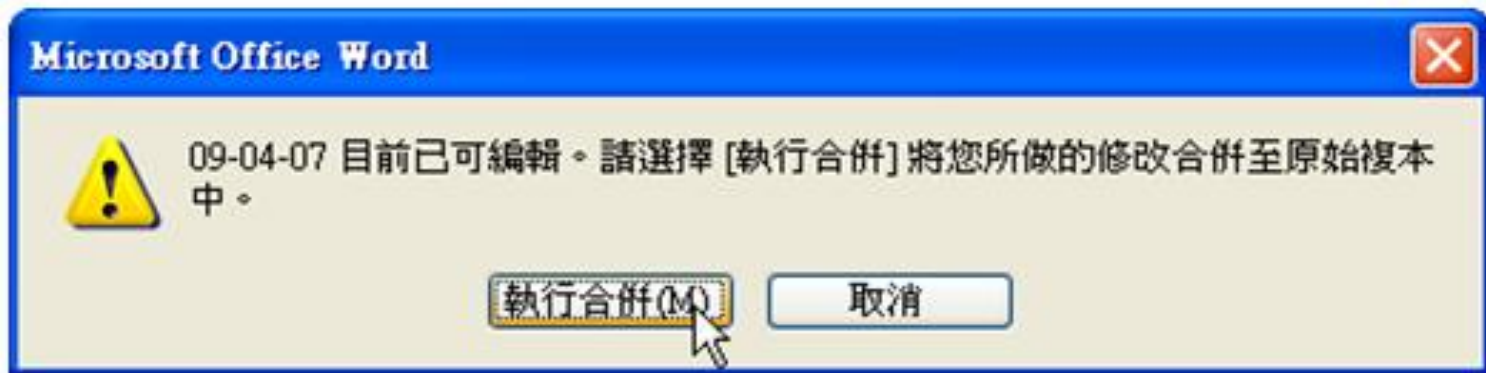 Microsoft Office Word
09-04-07 目前已可編輯。請選擇 [執行合併] 將您所做的修改合併至原始複本
中。
執行合併(M)
取消